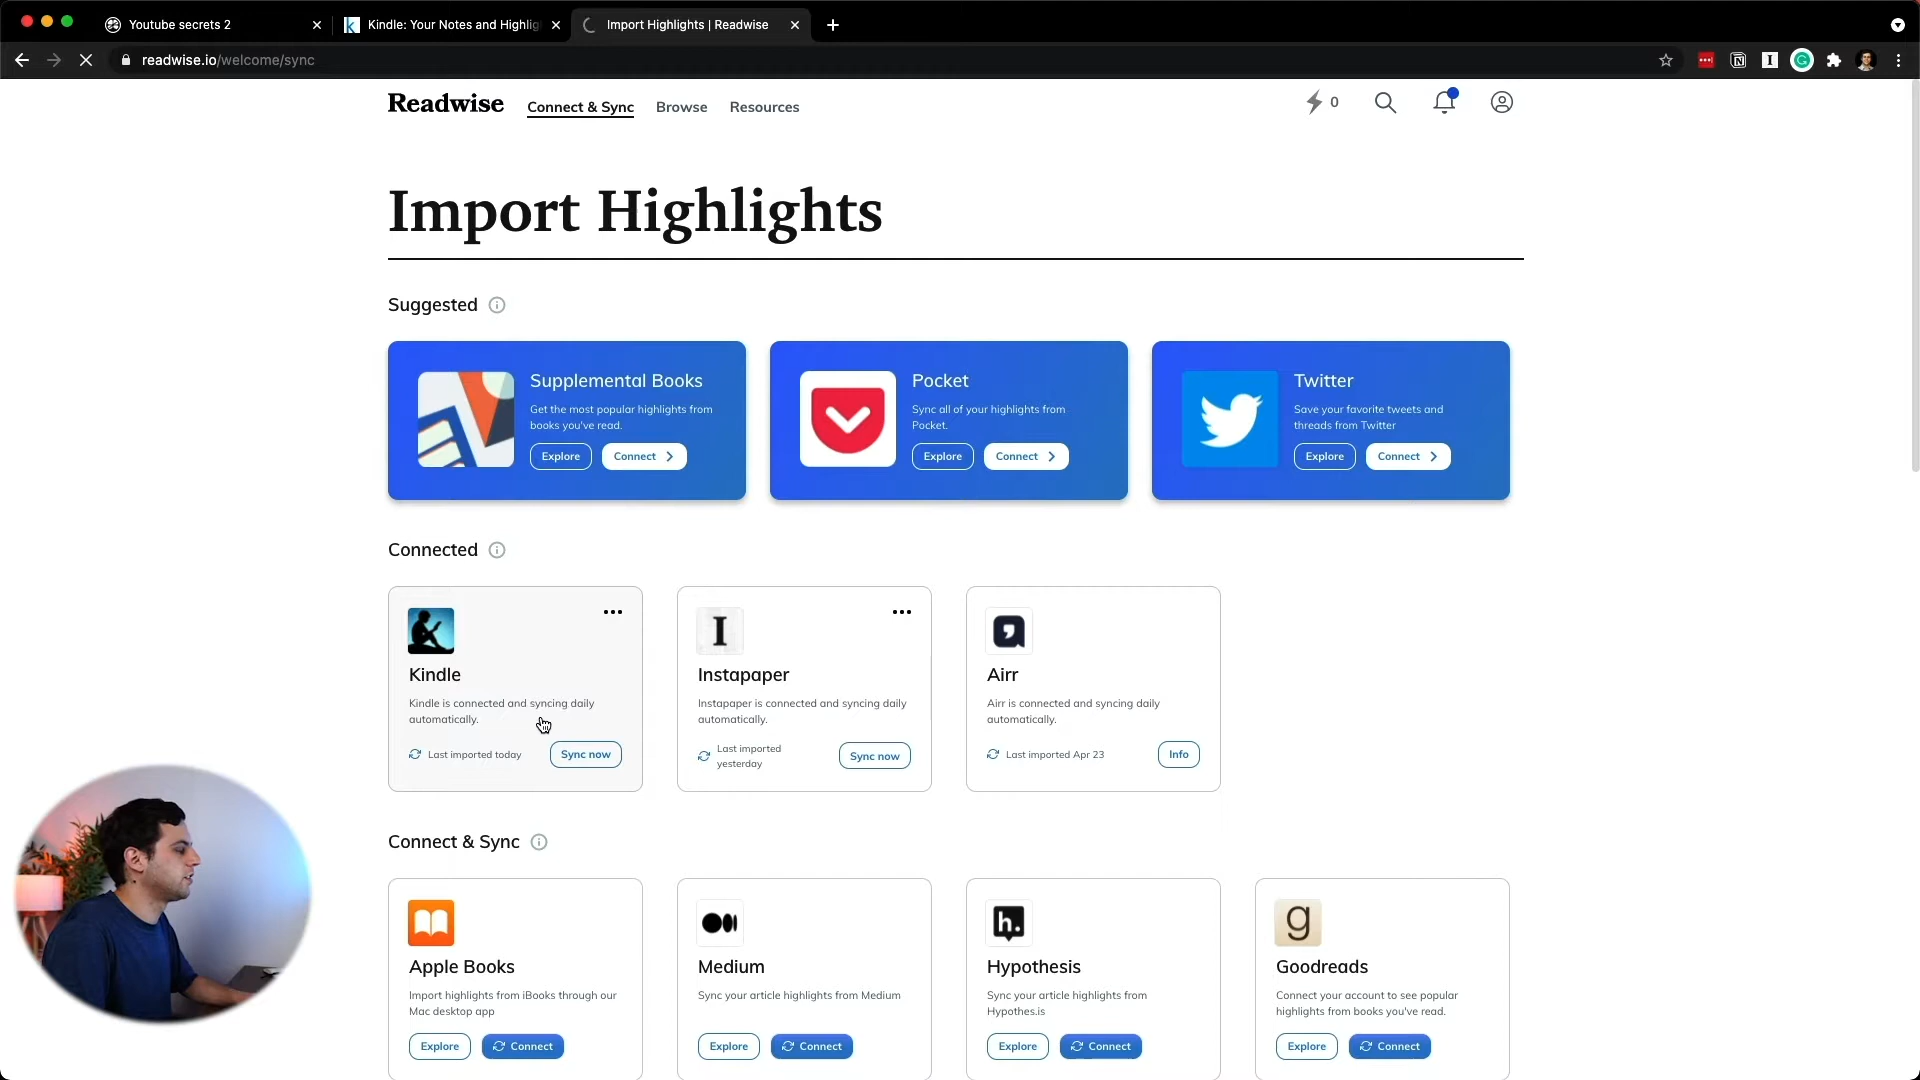 Youtube secrets 2
Kindle: Your Notes and Highlig
Import Highlights | Readwise
readwise.io/welcome/sync
Readwise
Connect & Sync
Browse
Resources
0
Import Highlights
Suggested
Supplemental Books
Get the most popular highlights from
books you've read.
Explore
Connect
Pocket
Sync all of your highlights from
Pocket.
Explore
Connect
Twitter
Save your favorite tweets and
threads from Twitter
Explore
Connect
Connected
Kindle
Kindle is connected and syncing daily
automatically.
Last imported today
Sync now
I
Instapaper
Instapaper is connected and syncing daily
automatically.
Last imported
yesterday
Sync now
Airr
Airr is connected and syncing daily
automatically.
Last imported Apr 23
Info
Connect & Sync
Apple Books
Import highlights from iBooks through our
Mac desktop app
Explore
Connect
Medium
Sync your article highlights from Medium
Explore
Connect
h.
Hypothesis
Sync your article highlights from
Hypothes.is
Explore
Connect
g
Goodreads
Connect your account to see popular
highlights from books you've read.
Explore
Connect